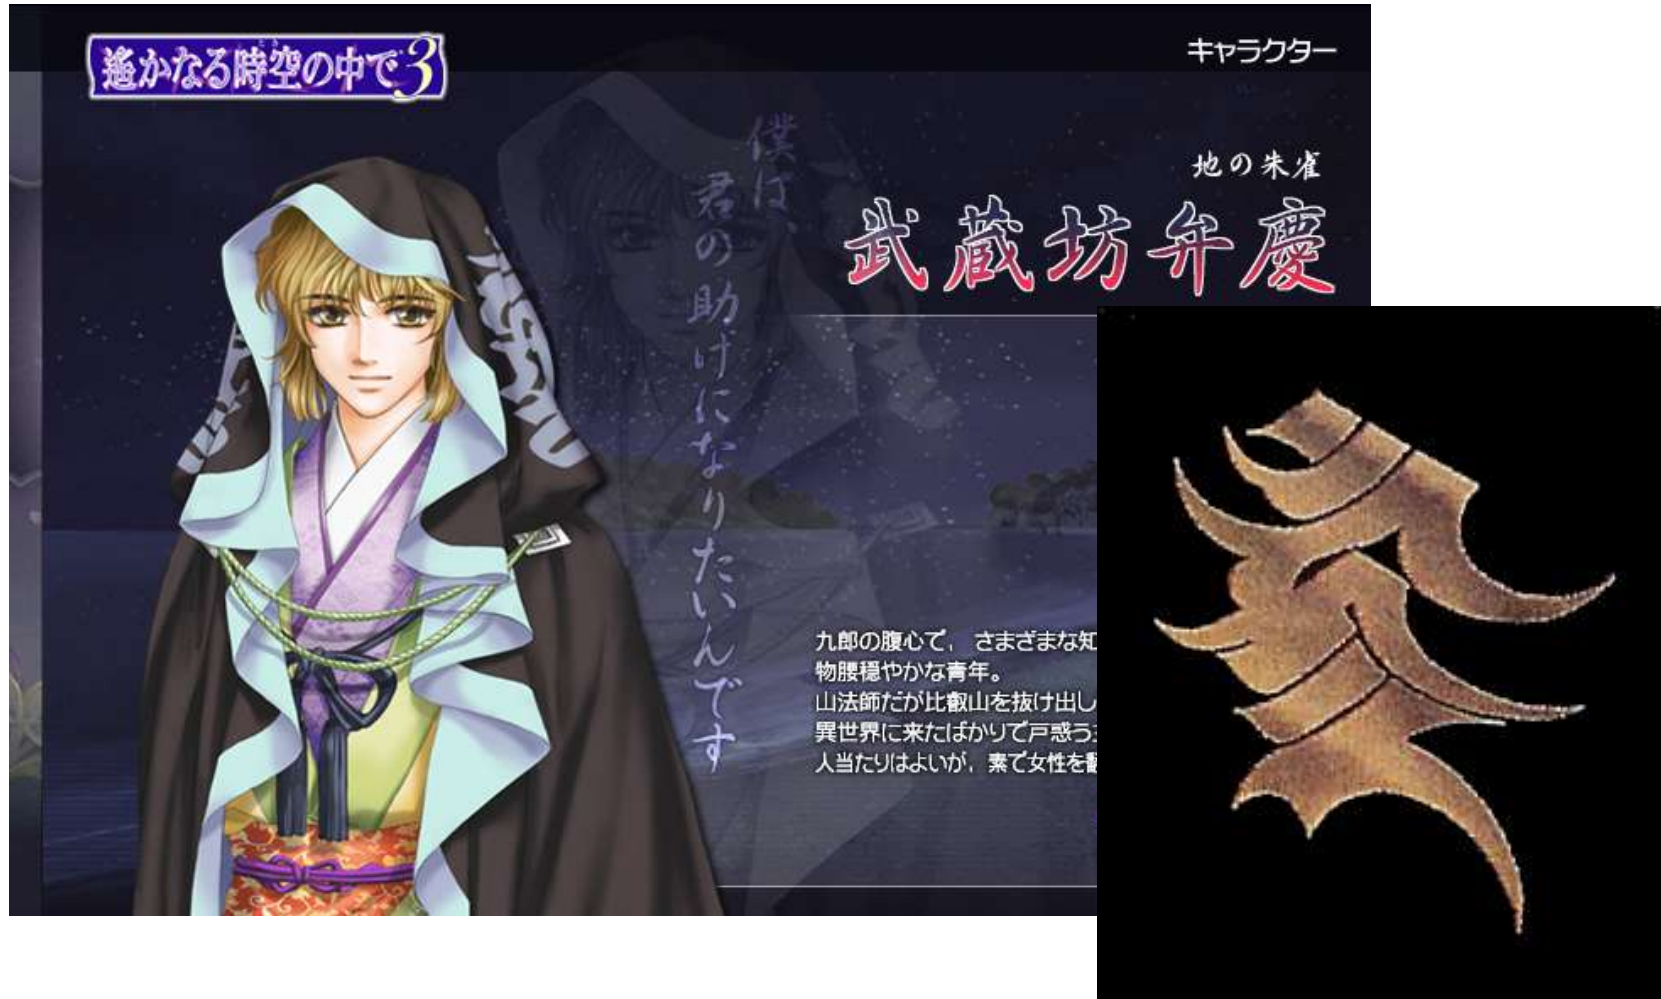 遙かなる時空の中で3
キャラクター
地の朱雀
武蔵坊弁慶
僕は、
君の助けになりたいんです
九郎の腹心で，さまざまな知
物腰穏やかな青年。
山法師だが比叡山を抜け出し
異世界に来たばかりで戸惑う
人当たりはよいが，素で女性を